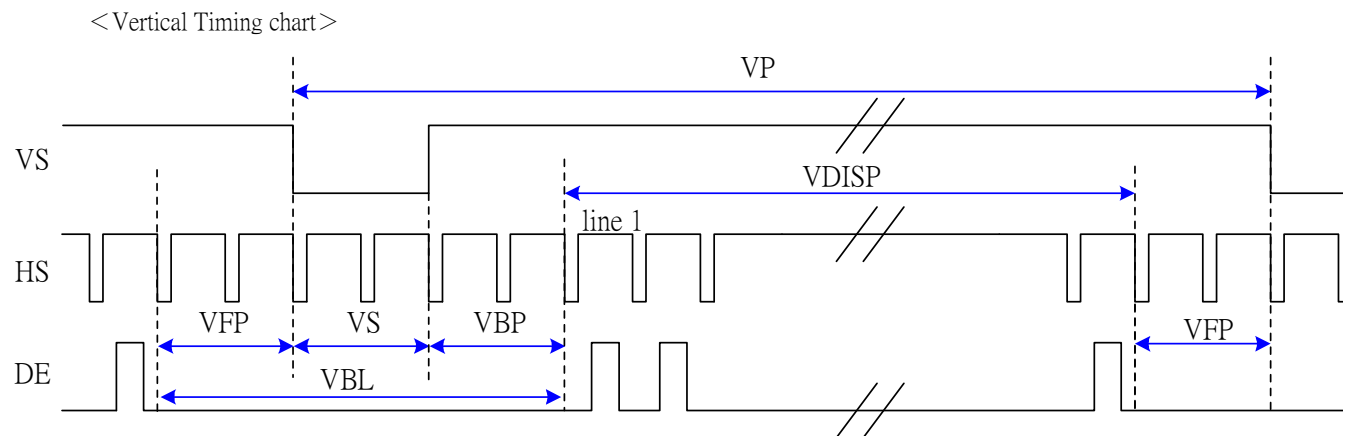 ＜Vertical Timing chart＞
VP
VS
VDISP
line 1
HS
VFP
VS
VBP
VFP
DE
VBL